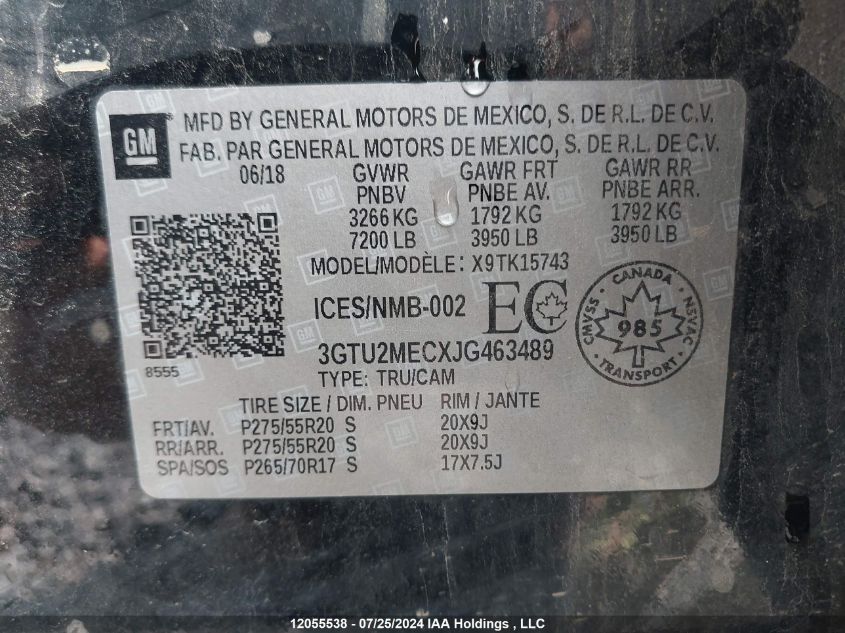 GM
MFD BY GENERAL MOTORS DE MEXICO, S. DE R.L. DE C.V.
FAB. PAR GENERAL MOTORS DE MEXICO, S. DE R.L. DE C.V.
06/18 GVWR GAWR FRT GAWR RR
PNBV PNBE AV. PNBE ARR.
3266 KG 1792 KG 1792 KG
7200 LB 3950 LB 3950 LB
MODEL/MODÈLE: X9TK15743
ICES/NMB-002 EC
CANADA
CMVSS 985 NSVAC
TRANSPORT
8555
3GTU2MECXJG463489
TYPE: TRU/CAM
TIRE SIZE / DIM. PNEU RIM / JANTE
FRT/AV. P275/55R20 S 20X9J
RR/ARR. P275/55R20 S 20X9J
SPA/SOS P265/70R17 S 17X7.5J
12055538 - 07/25/2024 IAA Holdings , LLC